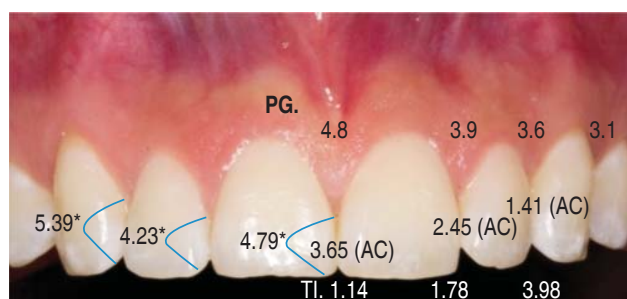 PG.
4.8 3.9 3.6 3.1
5.39* 4.23* 4.79* 3.65 (AC) 2.45 (AC) 1.41 (AC)
TI. 1.14 1.78 3.98